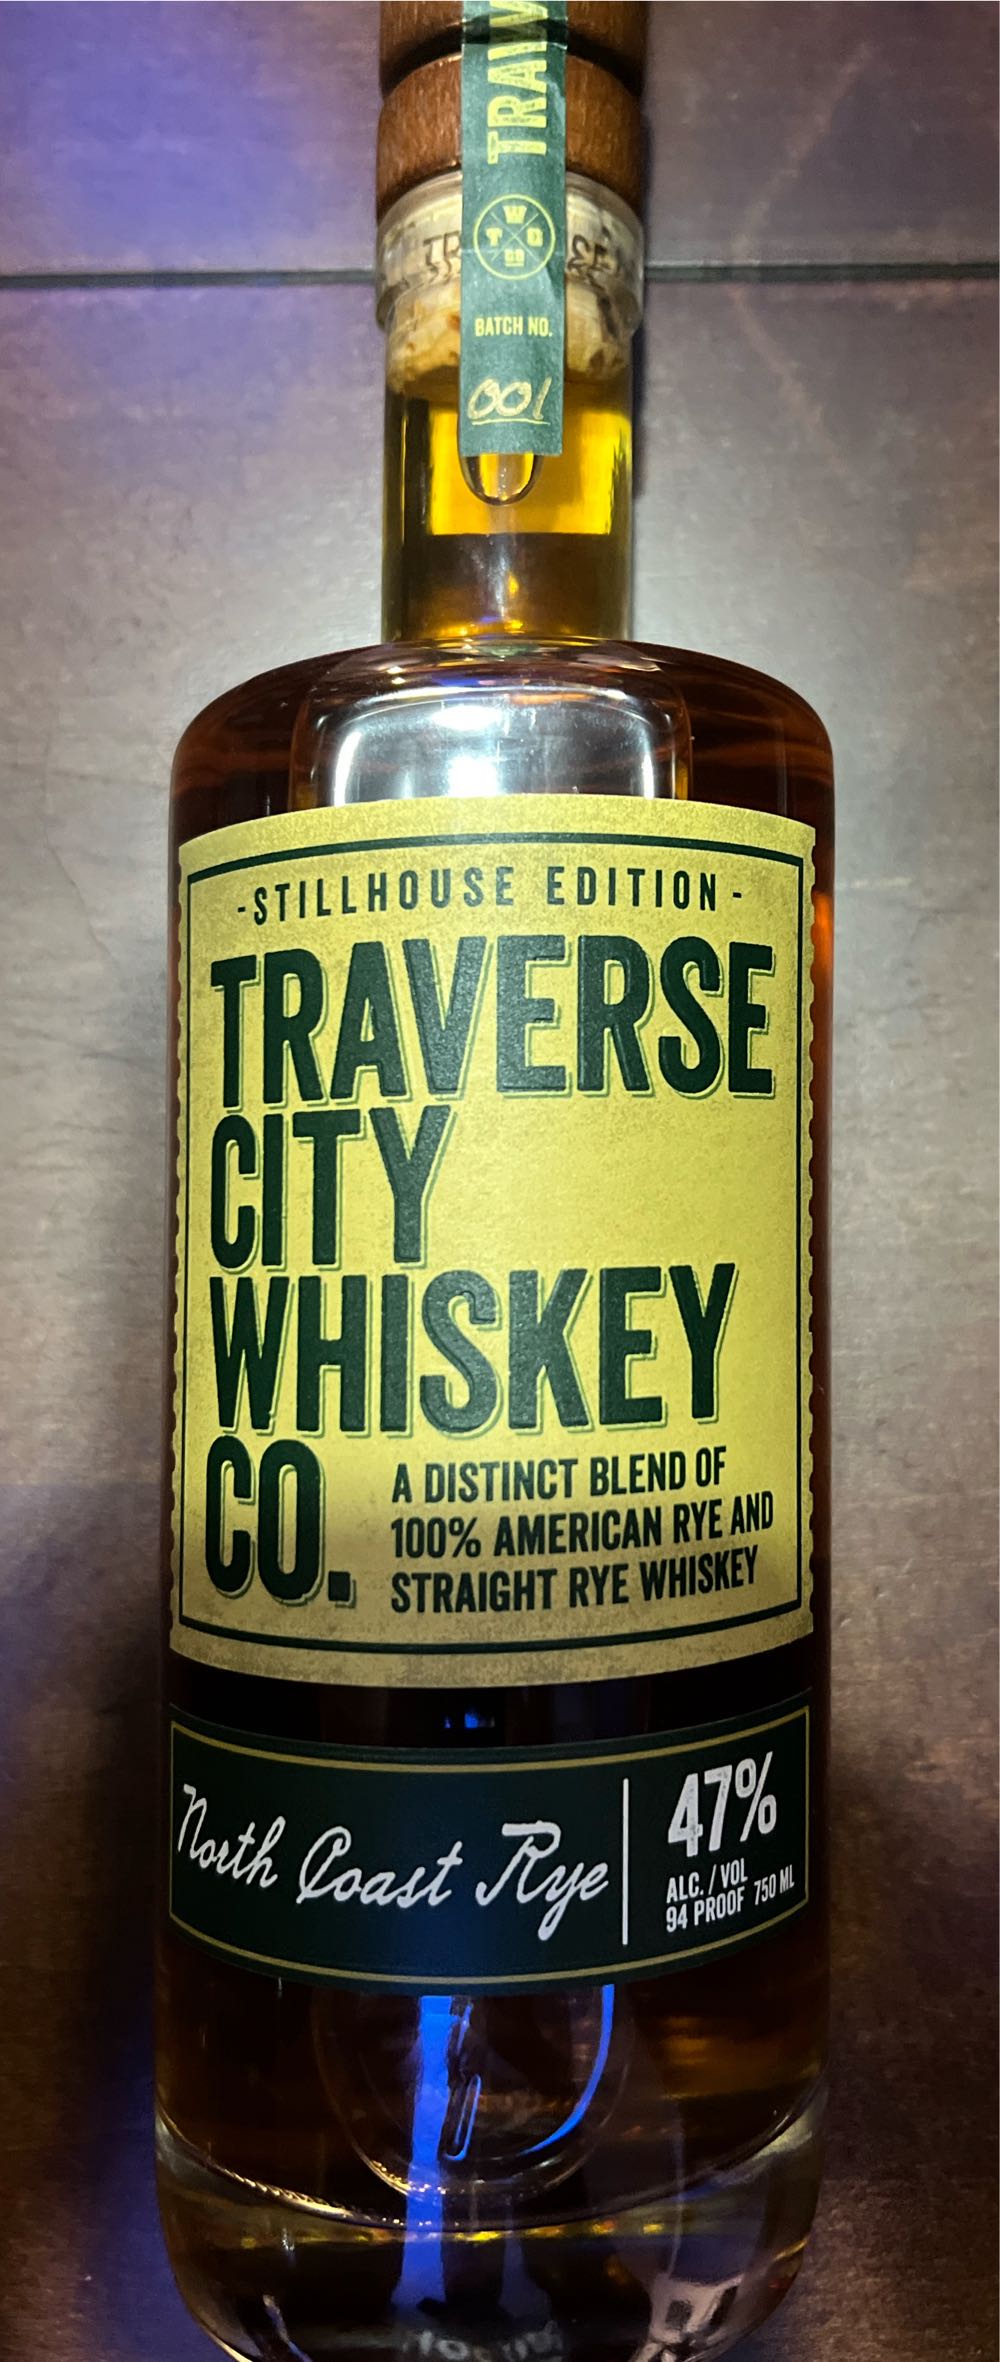 TRAV
W
T C
CO
BATCH NO.
001
-STILLHOUSE EDITION-
TRAVERSE
CITY
WHISKEY
CO.
A DISTINCT BLEND OF
100% AMERICAN RYE AND
STRAIGHT RYE WHISKEY
North Coast Rye
47%
ALC. / VOL 750 ML
94 PROOF